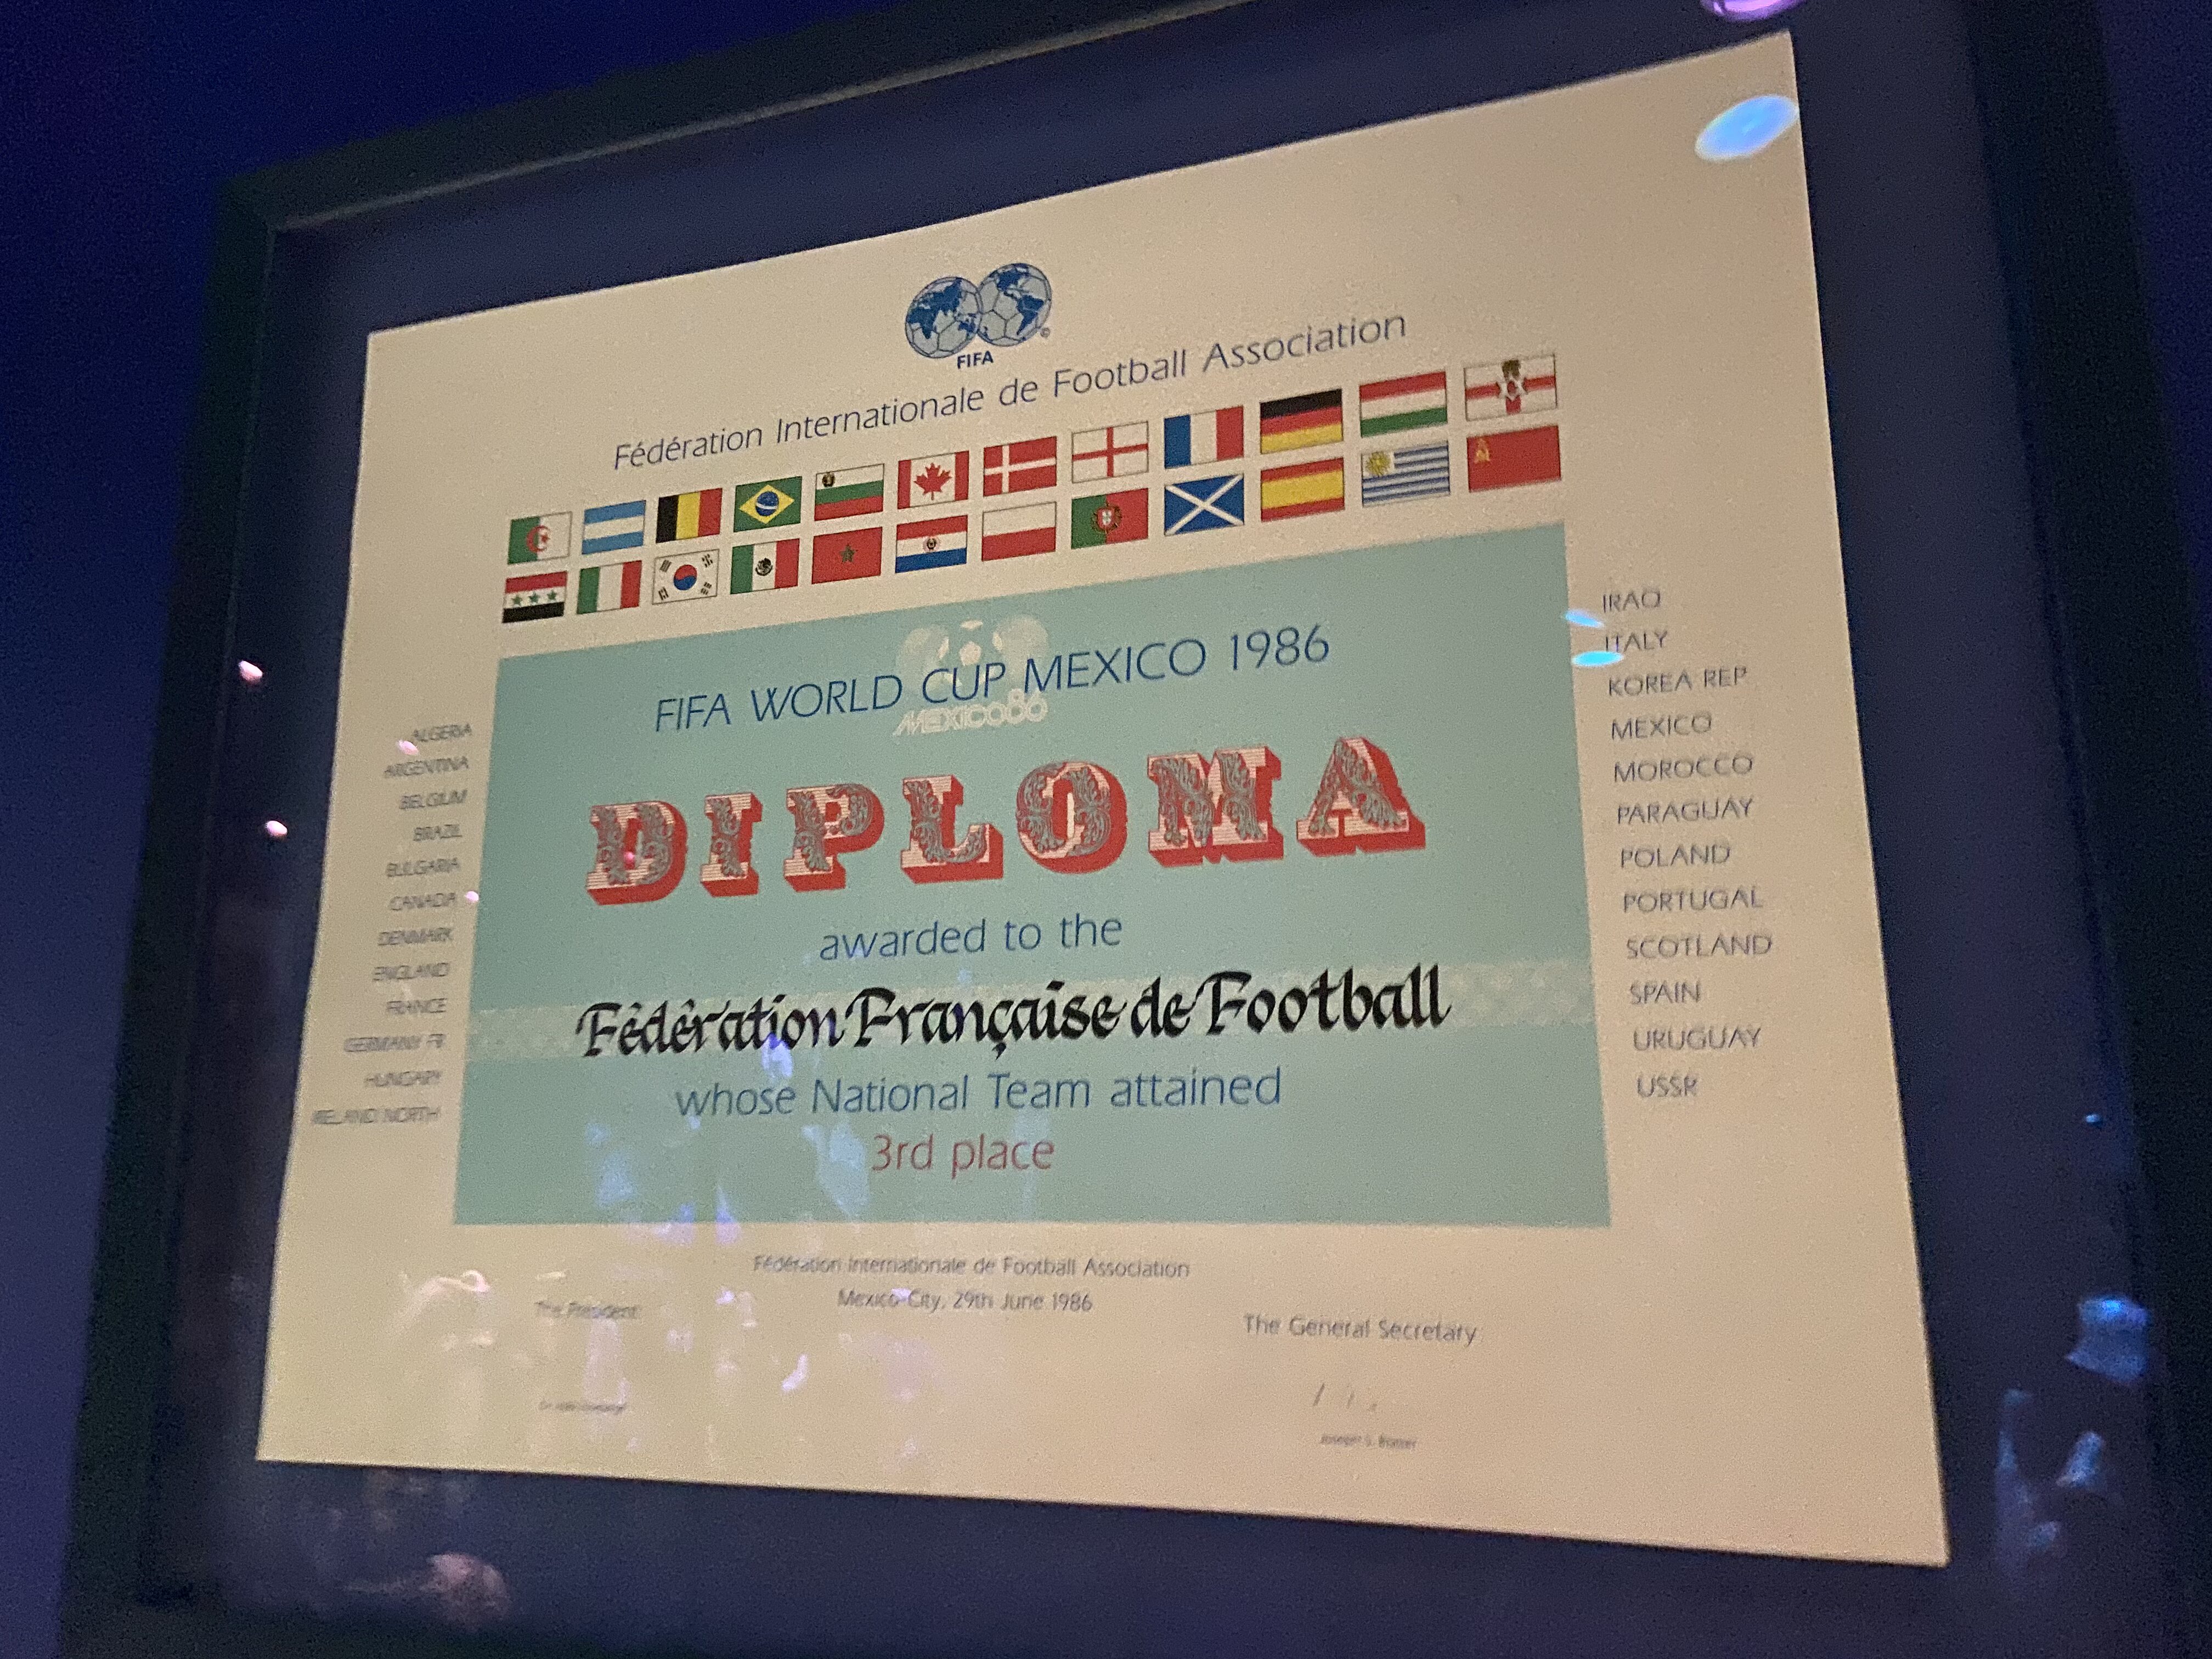 FIFA
Fédération Internationale de Football Association
FIFA WORLD CUP MEXICO 1986
MEXICO86
DIPLOMA
awarded to the
Fédération Française de Football
whose National Team attained
3rd place
ALGERIA
ARGENTINA
BELGIUM
BRAZIL
BULGARIA
CANADA
DENMARK
ENGLAND
FRANCE
GERMANY FR
HUNGARY
IRELAND NORTH
IRAQ
ITALY
KOREA REP
MEXICO
MOROCCO
PARAGUAY
POLAND
PORTUGAL
SCOTLAND
SPAIN
URUGUAY
USSR
Fédération Internationale de Football Association
Mexico-City, 29th June 1986
The President
The General Secretary
Joseph S. Blatter